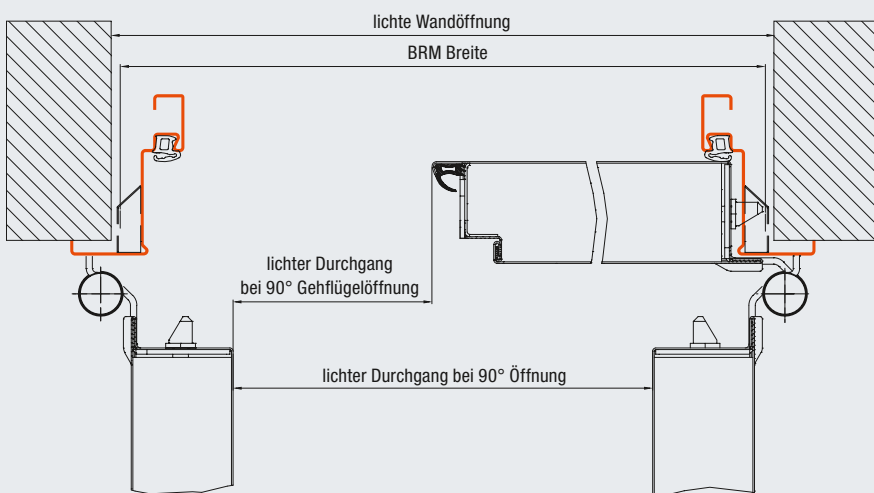 lichte Wandöffnung
BRM Breite
lichter Durchgang
bei 90° Gehflügelöffnung
lichter Durchgang bei 90° Öffnung